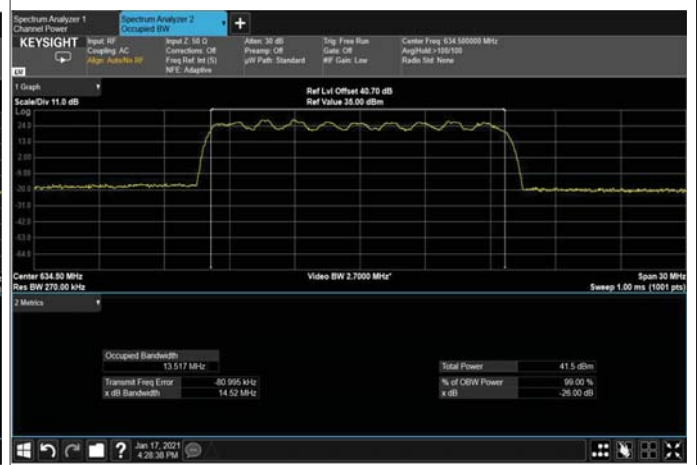 Spectrum Analyzer 1
Channel Power
Spectrum Analyzer 2
Occupied BW
+
KEYSIGHT
Input: RF
Coupling: AC
Align: Auto/No RF
Input Z: 50 Ω
Corrections: Off
Freq Ref: Int (S)
NFE: Adaptive
Atten: 30 dB
Preamp: Off
µW Path: Standard
Trig: Free Run
Gate: Off
#IF Gain: Low
Center Freq: 634.500000 MHz
Avg|Hold:>100/100
Radio Std: None
LXI
1 Graph
Scale/Div 11.0 dB
Ref Lvl Offset 40.70 dB
Ref Value 35.00 dBm
Log
24.0
13.0
2.00
-9.00
-20.0
-31.0
-42.0
-53.0
-64.0
Center 634.50 MHz
Res BW 270.00 kHz
Video BW 2.7000 MHz*
Span 30 MHz
Sweep 1.00 ms (1001 pts)
2 Metrics
Occupied Bandwidth
13.517 MHz
Transmit Freq Error -80.995 kHz
x dB Bandwidth 14.52 MHz
Total Power 41.5 dBm
% of OBW Power 99.00 %
x dB -26.00 dB
?
Jan 17, 2021
4:28:38 PM